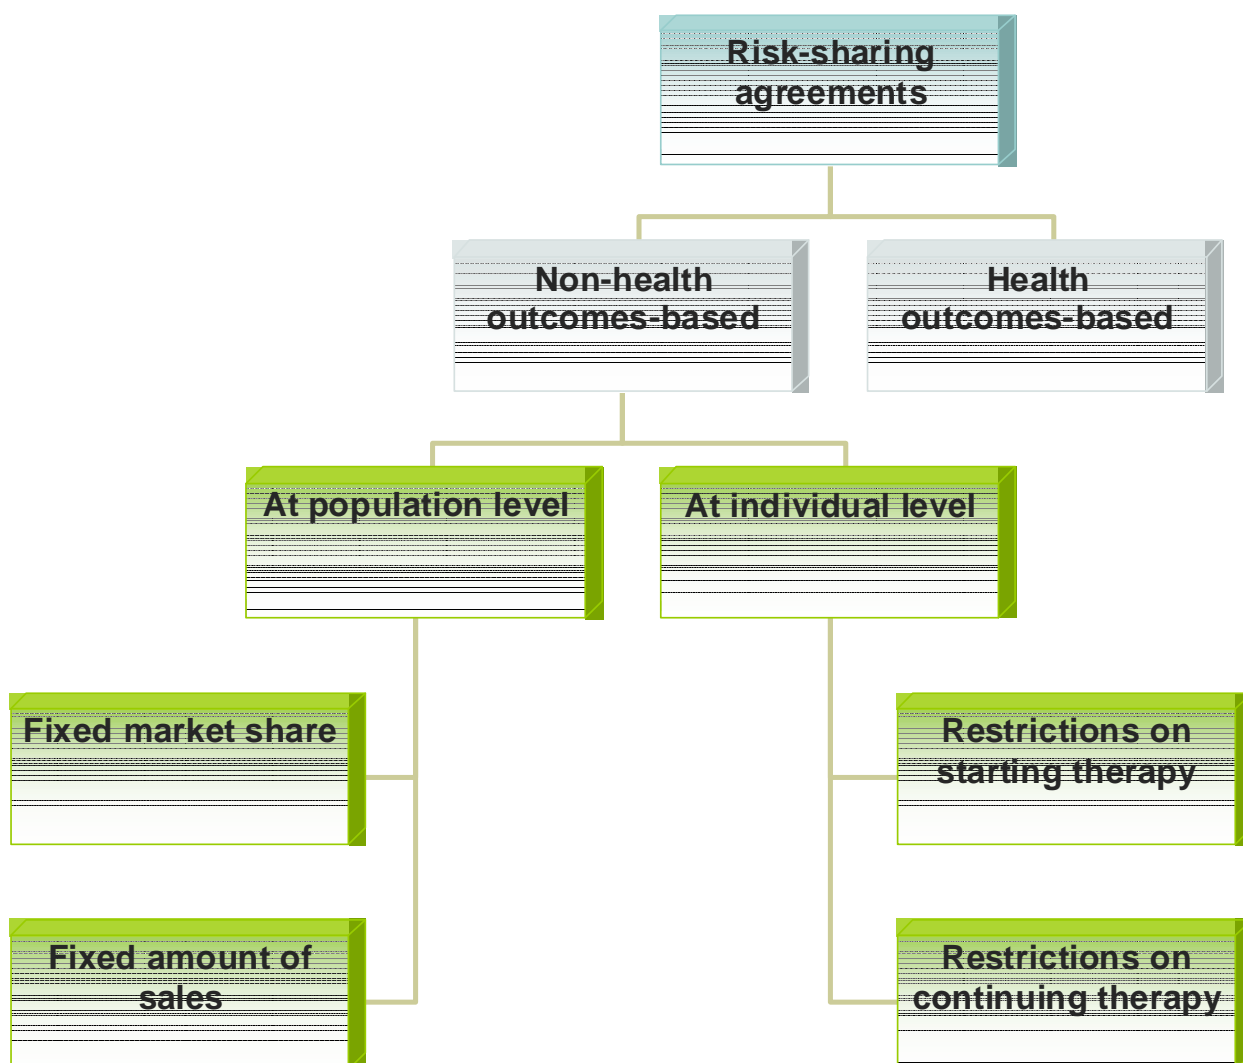 Risk-sharing
agreements
Non-health
outcomes-based
Health
outcomes-based
At population level
At individual level
Fixed market share
Restrictions on
starting therapy
Fixed amount of
sales
Restrictions on
continuing therapy